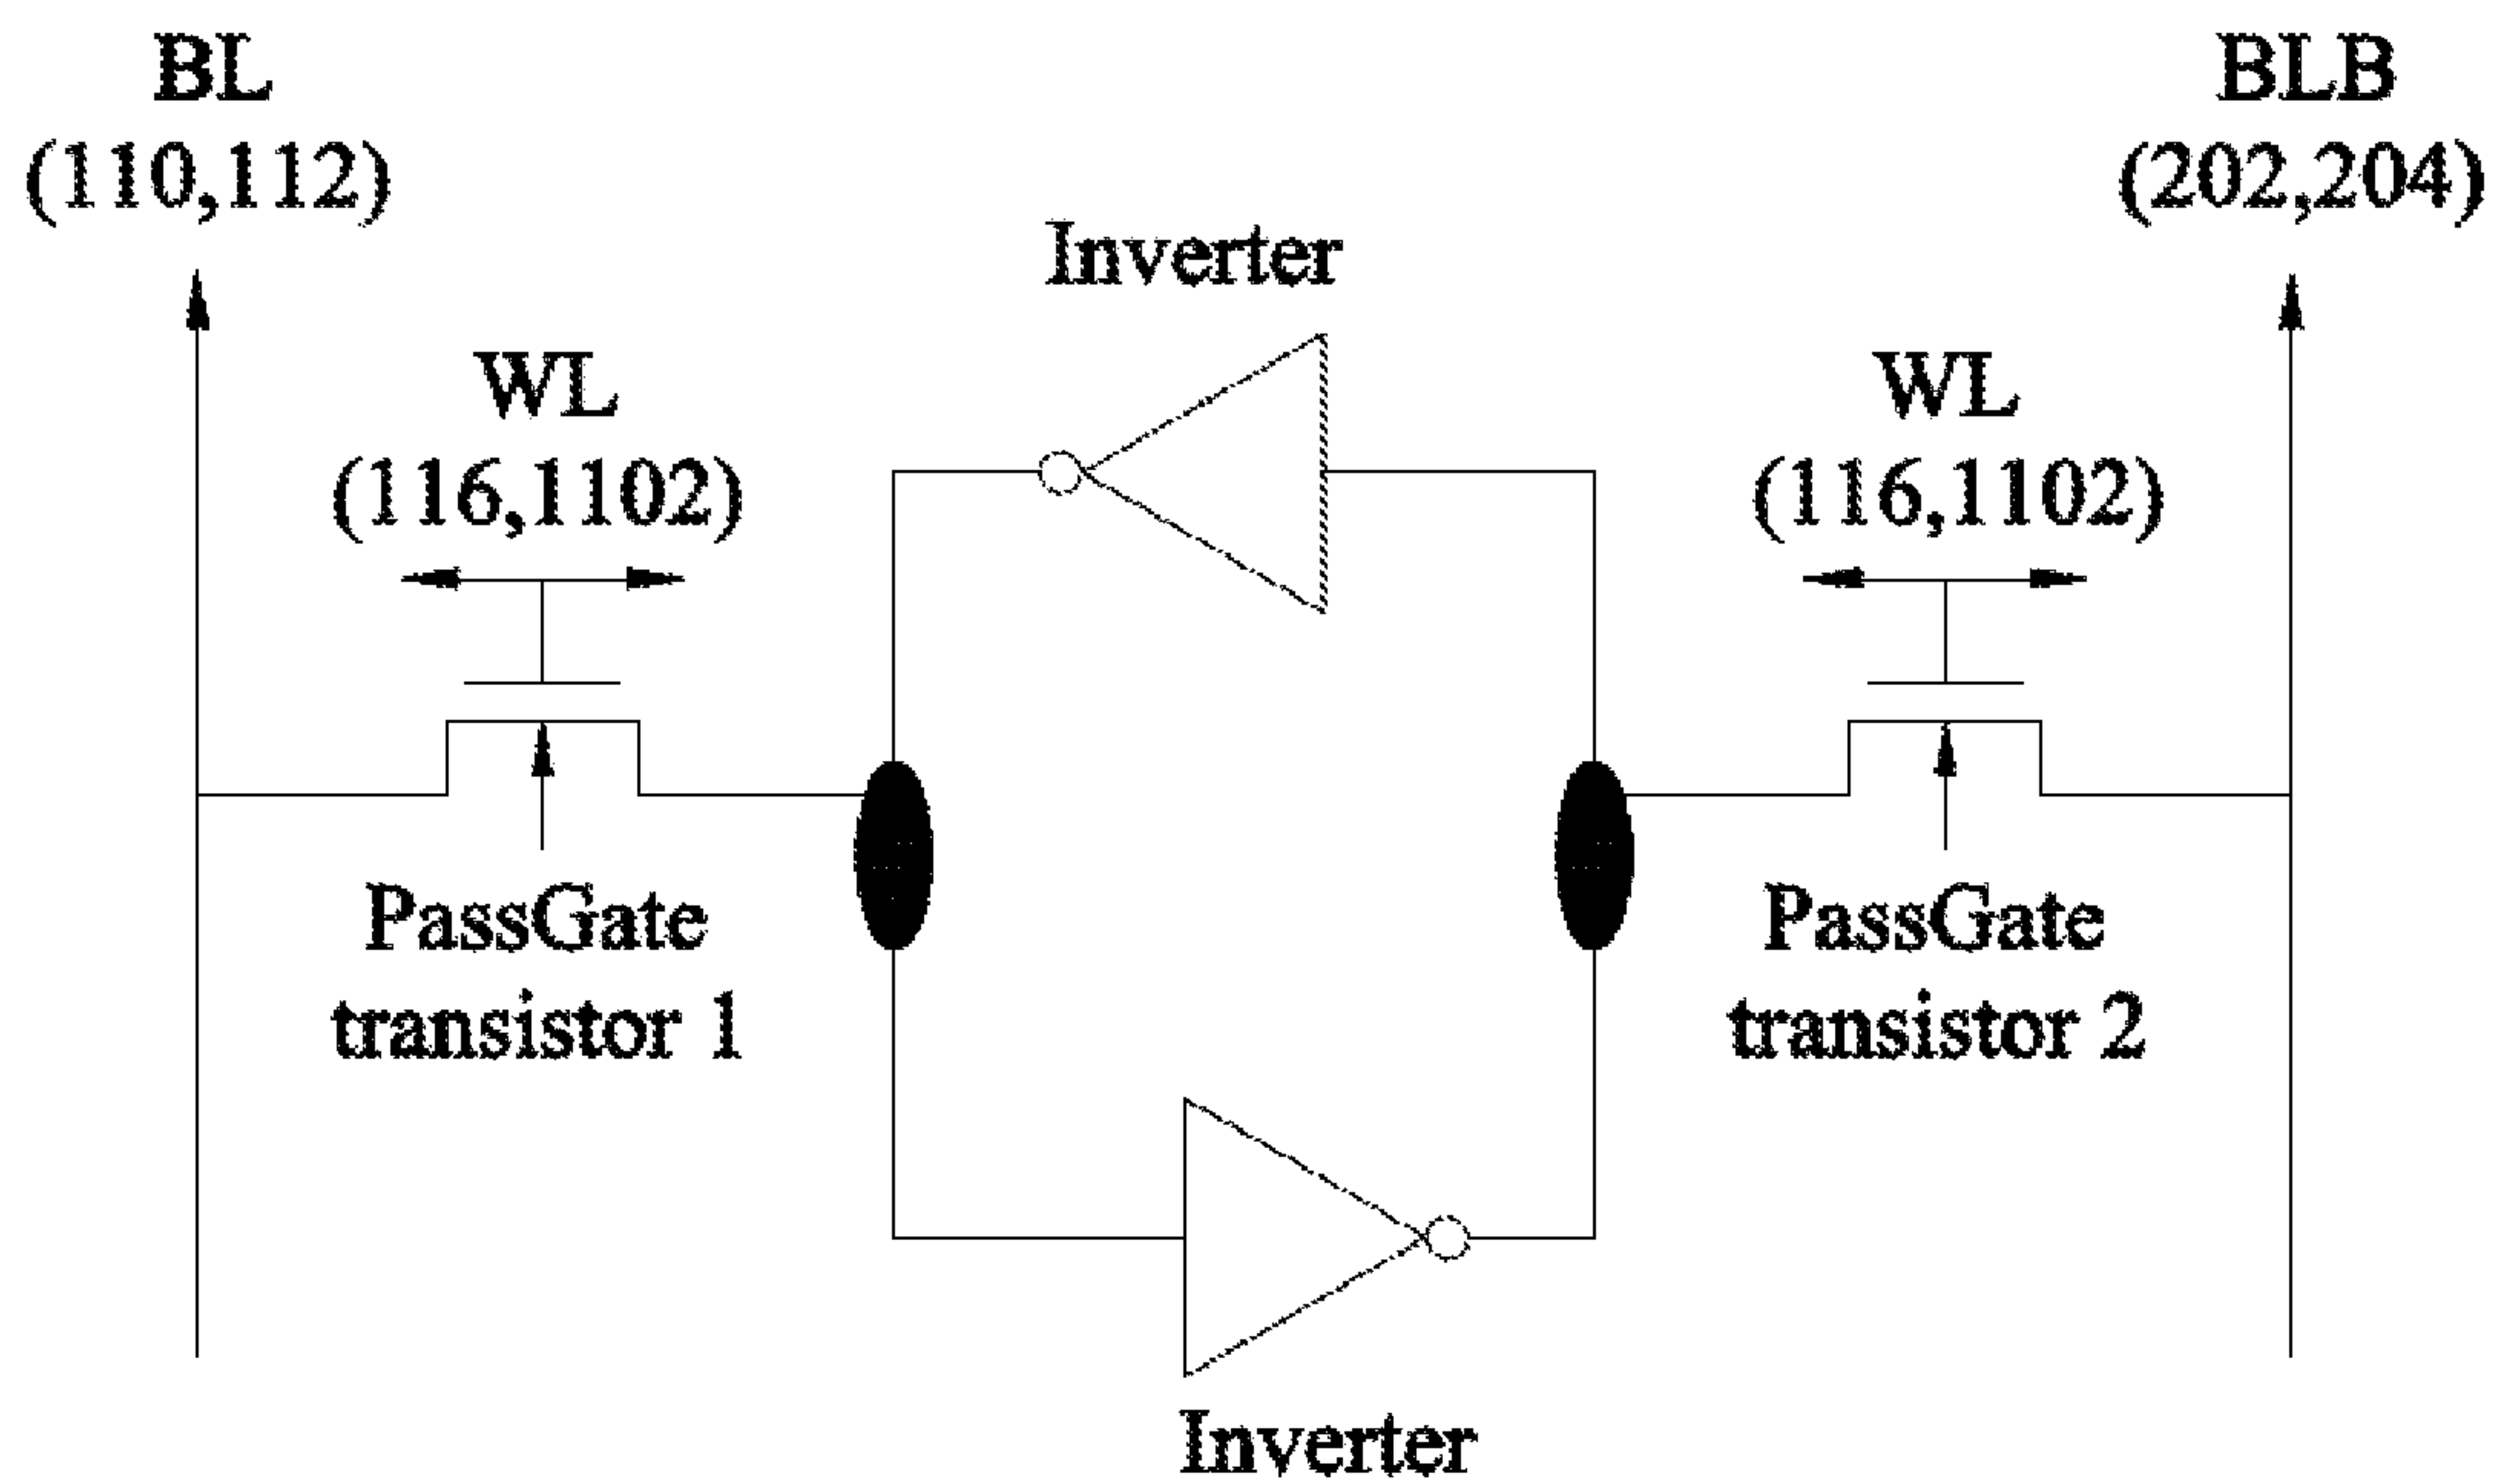 BL
(110,112)
BLB
(202,204)
Inverter
WL
(116,1102)
WL
(116,1102)
PassGate
transistor 1
PassGate
transistor 2
Inverter